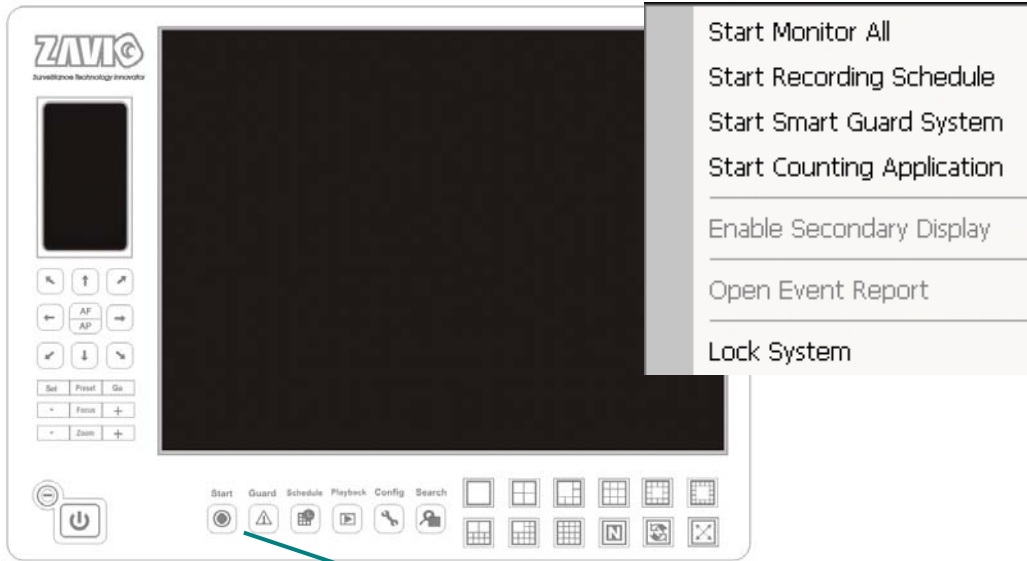 ZAVIO
Surveillance Technology Innovator
Start Monitor All
Start Recording Schedule
Start Smart Guard System
Start Counting Application
Enable Secondary Display
Open Event Report
Lock System
AF
AP
Set Preset Go
- Focus +
- Zoom +
Start Guard Schedule Playback Config Search
N